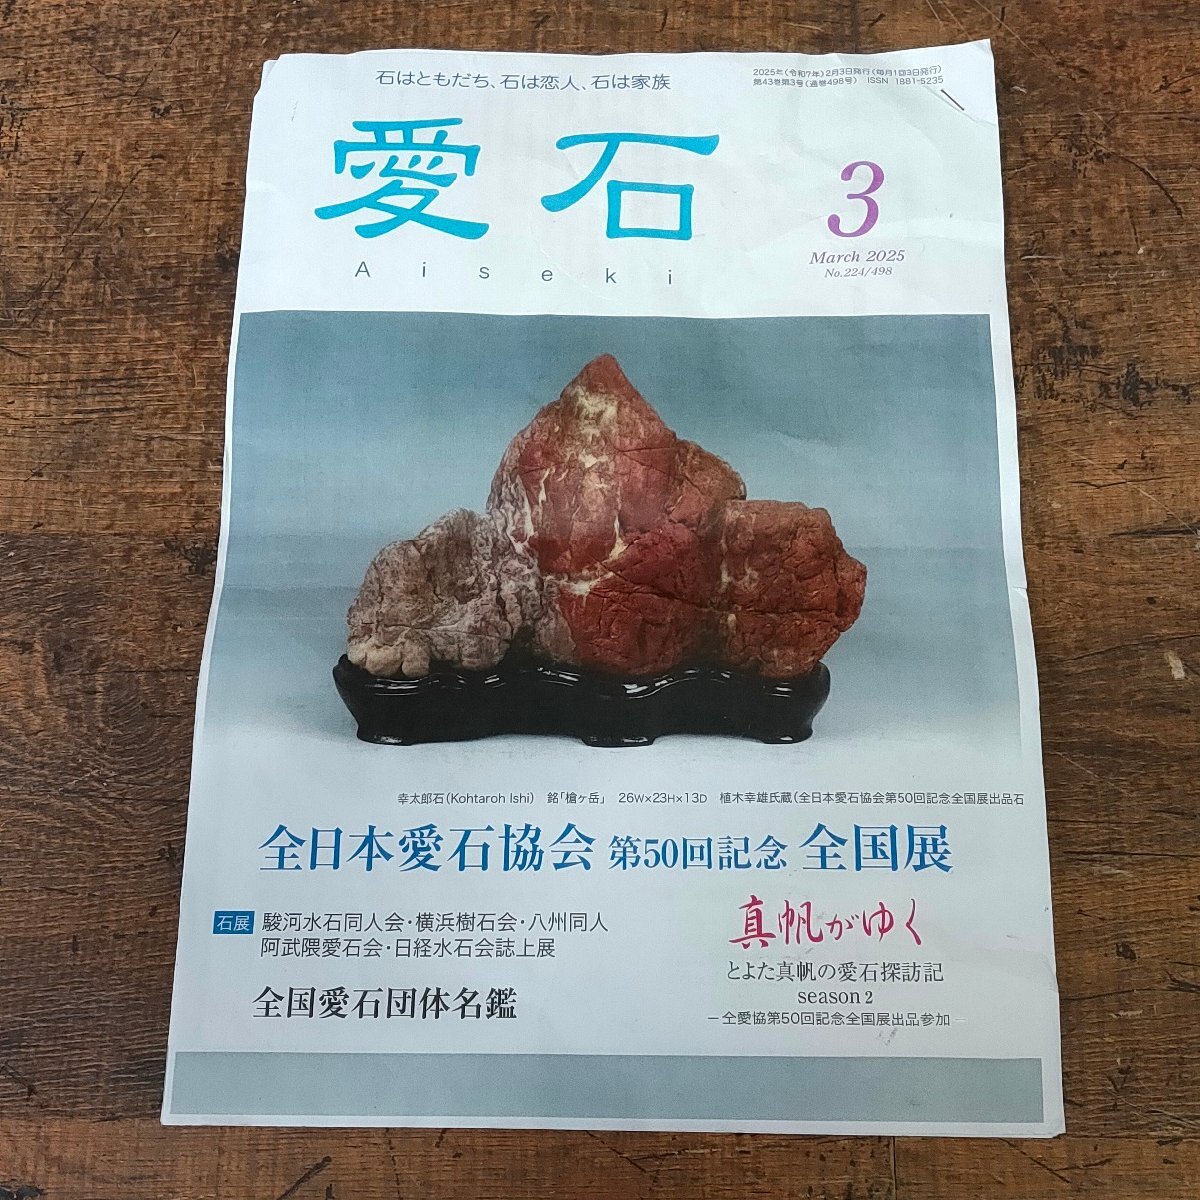 石はともだち、石は恋人、石は家族
2025年(令和7年)2月3日発行(毎月1回3日発行)
第43巻第3号(通巻498号) ISSN 1881-5235
愛石
Aiseki
3
March 2025
No.224/498
幸太郎石(Kohtaroh Ishi) 銘「槍ヶ岳」 26W×23H×13D 植木幸雄氏蔵(全日本愛石協会第50回記念全国展出品石
全日本愛石協会 第50回記念 全国展
石展 駿河水石同人会・横浜樹石会・八州同人
阿武隈愛石会・日経水石会誌上展
全国愛石団体名鑑
真帆がゆく
とよた真帆の愛石探訪記
season 2
－全愛協第50回記念全国展出品参加－